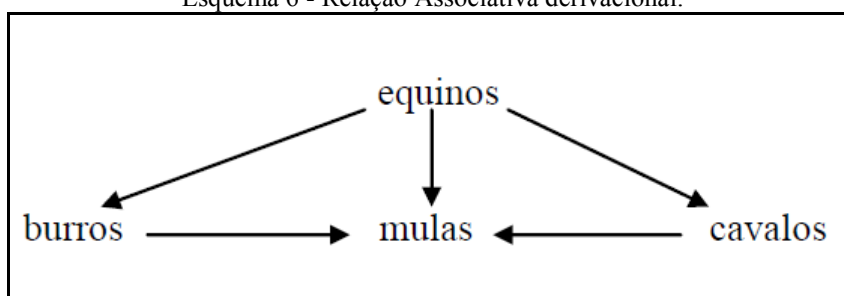 Esquema 6 - Relação Associativa derivacional.
equinos
burros mulas cavalos